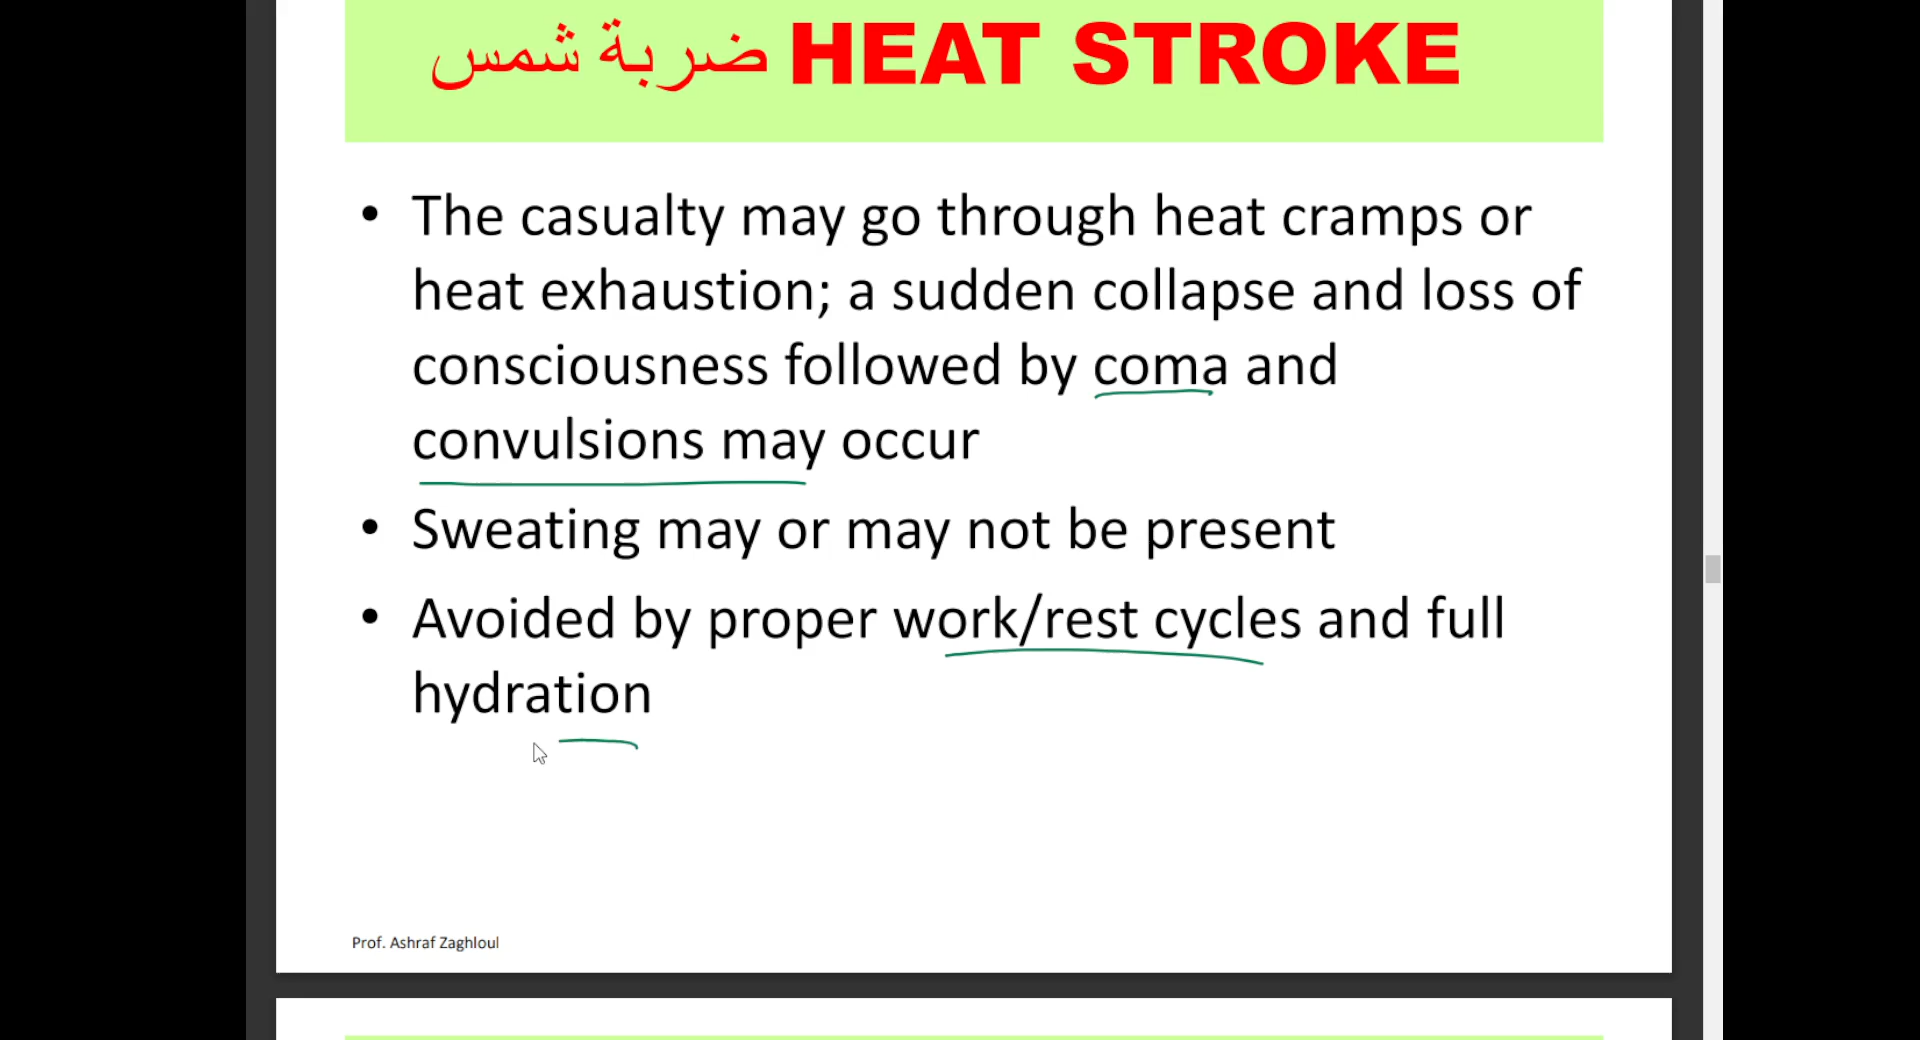 ضربة شمس HEAT STROKE
• The casualty may go through heat cramps or
heat exhaustion; a sudden collapse and loss of
consciousness followed by coma and
convulsions may occur
• Sweating may or may not be present
• Avoided by proper work/rest cycles and full
hydration
Prof. Ashraf Zaghloul